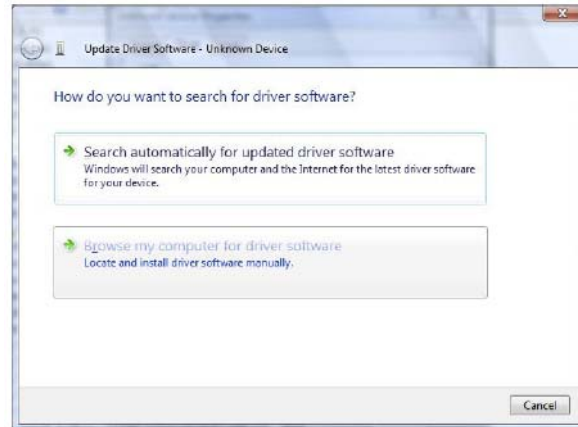 Update Driver Software - Unknown Device
How do you want to search for driver software?
Search automatically for updated driver software
Windows will search your computer and the Internet for the latest driver software
for your device.
Browse my computer for driver software
Locate and install driver software manually.
Cancel